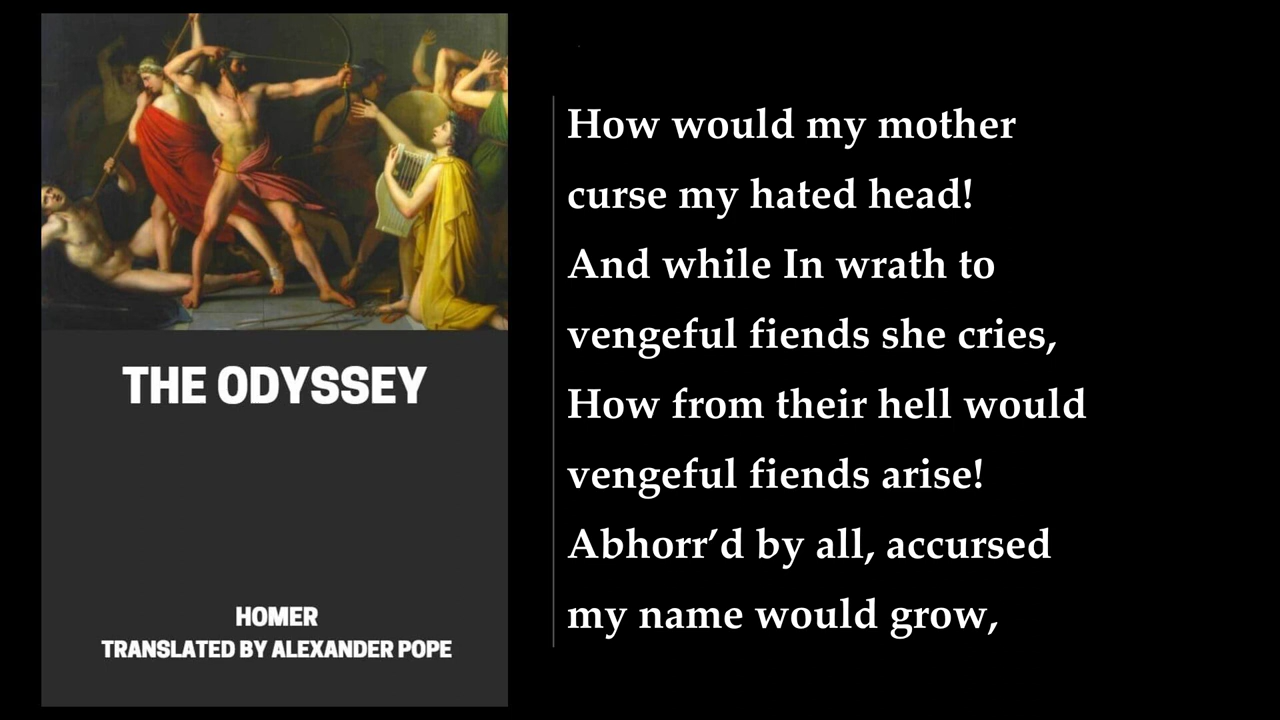 THE ODYSSEY
HOMER
TRANSLATED BY ALEXANDER POPE
How would my mother
curse my hated head!
And while In wrath to
vengeful fiends she cries,
How from their hell would
vengeful fiends arise!
Abhorr’d by all, accursed
my name would grow,